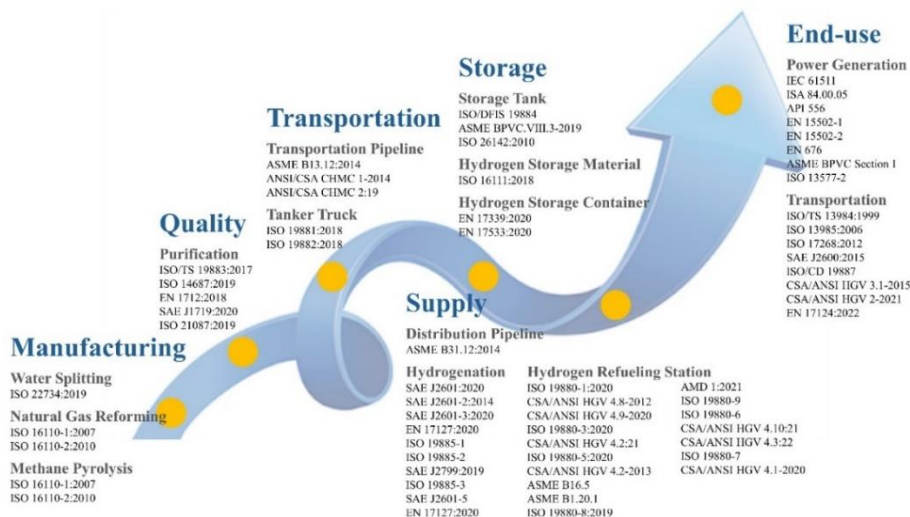 Manufacturing
Water Splitting
ISO 22734:2019
Natural Gas Reforming
ISO 16110-1:2007
ISO 16110-2:2010
Methane Pyrolysis
ISO 16110-1:2007
ISO 16110-2:2010
Quality
Purification
ISO/TS 19883:2017
ISO 14687:2019
EN 1712:2018
SAE J1719:2020
ISO 21087:2019
Transportation
Transportation Pipeline
ASME B13.12:2014
ANSI/CSA CHMC 1-2014
ANSI/CSA CHMC 2:19
Tanker Truck
ISO 19881:2018
ISO 19882:2018
Storage
Storage Tank
ISO/DFIS 19884
ASME BPVC.VIII.3-2019
ISO 26142:2010
Hydrogen Storage Material
ISO 16111:2018
Hydrogen Storage Container
EN 17339:2020
EN 17533:2020
Supply
Distribution Pipeline
ASME B31.12:2014
Hydrogenation
SAE J2601:2020
SAE J2601-2:2014
SAE J2601-3:2020
EN 17127:2020
ISO 19885-1
ISO 19885-2
SAE J2799:2019
ISO 19885-3
SAE J2601-5
EN 17127:2020
Hydrogen Refueling Station
ISO 19880-1:2020
CSA/ANSI HGV 4.8-2012
CSA/ANSI HGV 4.9-2020
ISO 19880-3:2020
CSA/ANSI HGV 4.2:21
ISO 19880-5:2020
CSA/ANSI HGV 4.2-2013
ASME B16.5
ASME B1.20.1
ISO 19880-8:2019
AMD 1:2021
ISO 19880-9
ISO 19880-6
CSA/ANSI HGV 4.10:21
CSA/ANSI HGV 4.3:22
ISO 19880-7
CSA/ANSI HGV 4.1-2020
End-use
Power Generation
IEC 61511
ISA 84.00.05
API 556
EN 15502-1
EN 15502-2
EN 676
ASME BPVC Section I
ISO 13577-2
Transportation
ISO/TS 13984:1999
ISO 13985:2006
ISO 17268:2012
SAE J2600:2015
ISO/CD 19887
CSA/ANSI HGV 3.1-2015
CSA/ANSI HGV 2-2021
EN 17124:2022